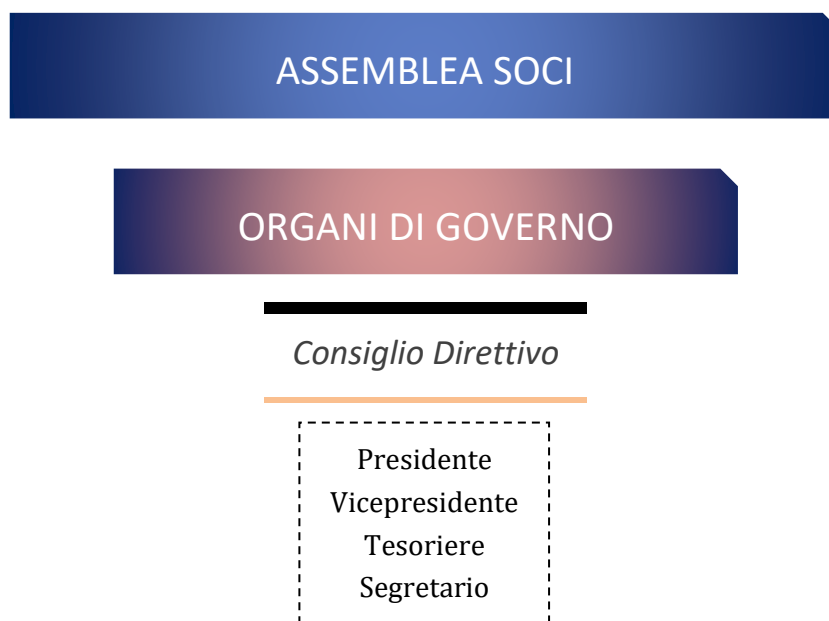 ASSEMBLEA SOCI
ORGANI DI GOVERNO
Consiglio Direttivo
Presidente
Vicepresidente
Tesoriere
Segretario